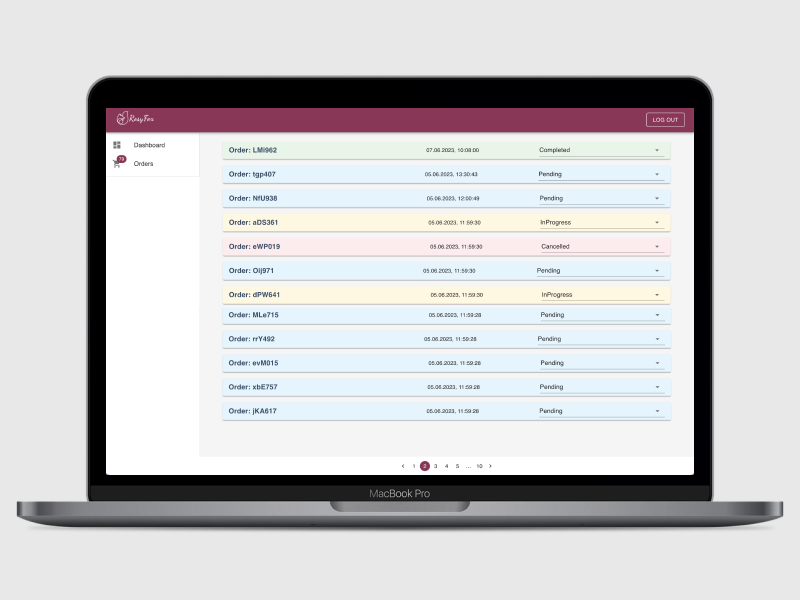 RosyFox
LOG OUT
Dashboard
79
Orders
Order: LMi962 07.06.2023, 10:08:00 Completed
Order: tgp407 05.06.2023, 13:30:43 Pending
Order: NfU938 05.06.2023, 12:00:49 Pending
Order: aDS361 05.06.2023, 11:59:30 InProgress
Order: eWP019 05.06.2023, 11:59:30 Cancelled
Order: Oij971 05.06.2023, 11:59:30 Pending
Order: dPW641 05.06.2023, 11:59:30 InProgress
Order: MLe715 05.06.2023, 11:59:28 Pending
Order: rrY492 05.06.2023, 11:59:28 Pending
Order: evM015 05.06.2023, 11:59:28 Pending
Order: xbE757 05.06.2023, 11:59:28 Pending
Order: jKA617 05.06.2023, 11:59:28 Pending
‹ 1 2 3 4 5 ... 10 ›
MacBook Pro